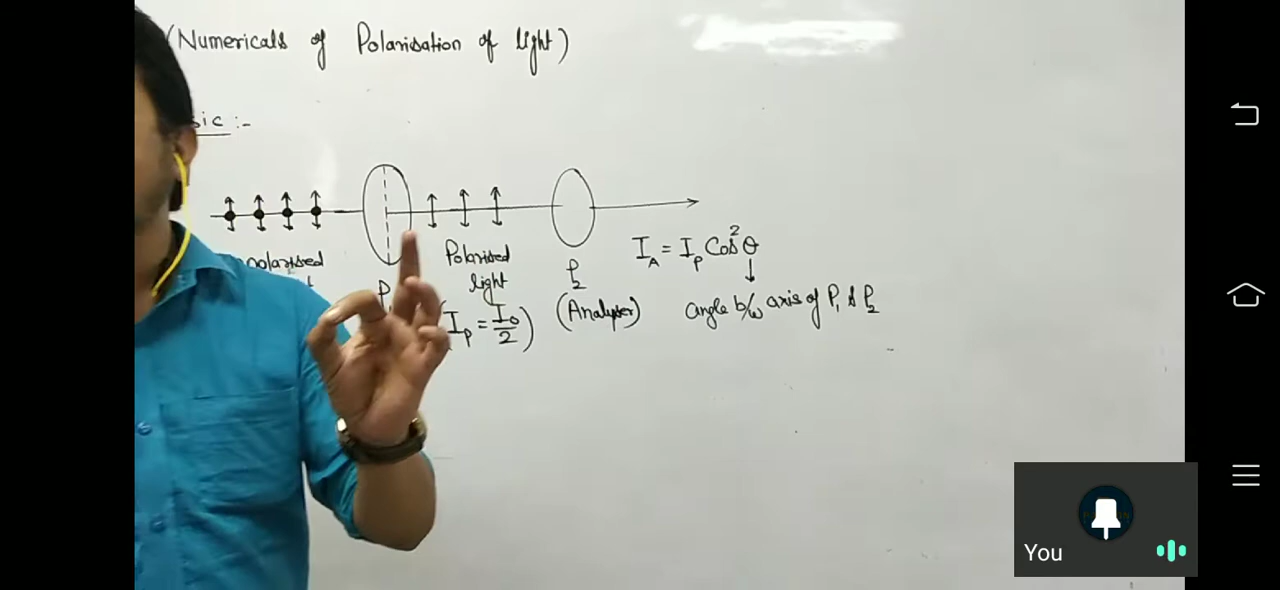 (Numericals of Polarisation of light)
sic :-
polarised
Polarised
light
P
P₂
(I_P = I₀/2)
(Analyser)
I_A = I_P Cos²θ
angle b/w axis of P₁ & P₂
You